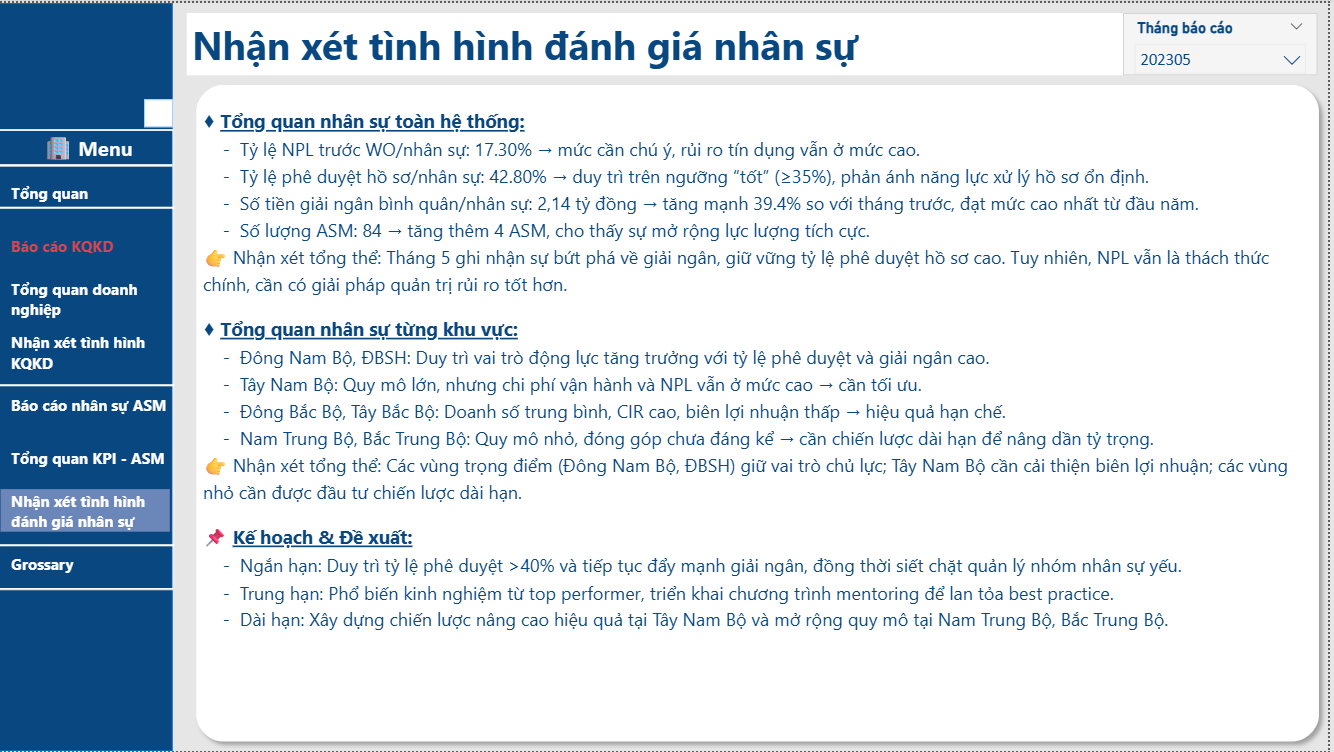 Nhận xét tình hình đánh giá nhân sự
Tháng báo cáo
202305
Menu
Tổng quan
Báo cáo KQKD
Tổng quan doanh
nghiệp
Nhận xét tình hình
KQKD
Báo cáo nhân sự ASM
Tổng quan KPI - ASM
Nhận xét tình hình
đánh giá nhân sự
Grossary
♦ Tổng quan nhân sự toàn hệ thống:
- Tỷ lệ NPL trước WO/nhân sự: 17.30% → mức cần chú ý, rủi ro tín dụng vẫn ở mức cao.
- Tỷ lệ phê duyệt hồ sơ/nhân sự: 42.80% → duy trì trên ngưỡng “tốt” (≥35%), phản ánh năng lực xử lý hồ sơ ổn định.
- Số tiền giải ngân bình quân/nhân sự: 2,14 tỷ đồng → tăng mạnh 39.4% so với tháng trước, đạt mức cao nhất từ đầu năm.
- Số lượng ASM: 84 → tăng thêm 4 ASM, cho thấy sự mở rộng lực lượng tích cực.
👉 Nhận xét tổng thể: Tháng 5 ghi nhận sự bứt phá về giải ngân, giữ vững tỷ lệ phê duyệt hồ sơ cao. Tuy nhiên, NPL vẫn là thách thức
chính, cần có giải pháp quản trị rủi ro tốt hơn.
♦ Tổng quan nhân sự từng khu vực:
- Đông Nam Bộ, ĐBSH: Duy trì vai trò động lực tăng trưởng với tỷ lệ phê duyệt và giải ngân cao.
- Tây Nam Bộ: Quy mô lớn, nhưng chi phí vận hành và NPL vẫn ở mức cao → cần tối ưu.
- Đông Bắc Bộ, Tây Bắc Bộ: Doanh số trung bình, CIR cao, biên lợi nhuận thấp → hiệu quả hạn chế.
- Nam Trung Bộ, Bắc Trung Bộ: Quy mô nhỏ, đóng góp chưa đáng kể → cần chiến lược dài hạn để nâng dần tỷ trọng.
👉 Nhận xét tổng thể: Các vùng trọng điểm (Đông Nam Bộ, ĐBSH) giữ vai trò chủ lực; Tây Nam Bộ cần cải thiện biên lợi nhuận; các vùng
nhỏ cần được đầu tư chiến lược dài hạn.
📌 Kế hoạch & Đề xuất:
- Ngắn hạn: Duy trì tỷ lệ phê duyệt >40% và tiếp tục đẩy mạnh giải ngân, đồng thời siết chặt quản lý nhóm nhân sự yếu.
- Trung hạn: Phổ biến kinh nghiệm từ top performer, triển khai chương trình mentoring để lan tỏa best practice.
- Dài hạn: Xây dựng chiến lược nâng cao hiệu quả tại Tây Nam Bộ và mở rộng quy mô tại Nam Trung Bộ, Bắc Trung Bộ.